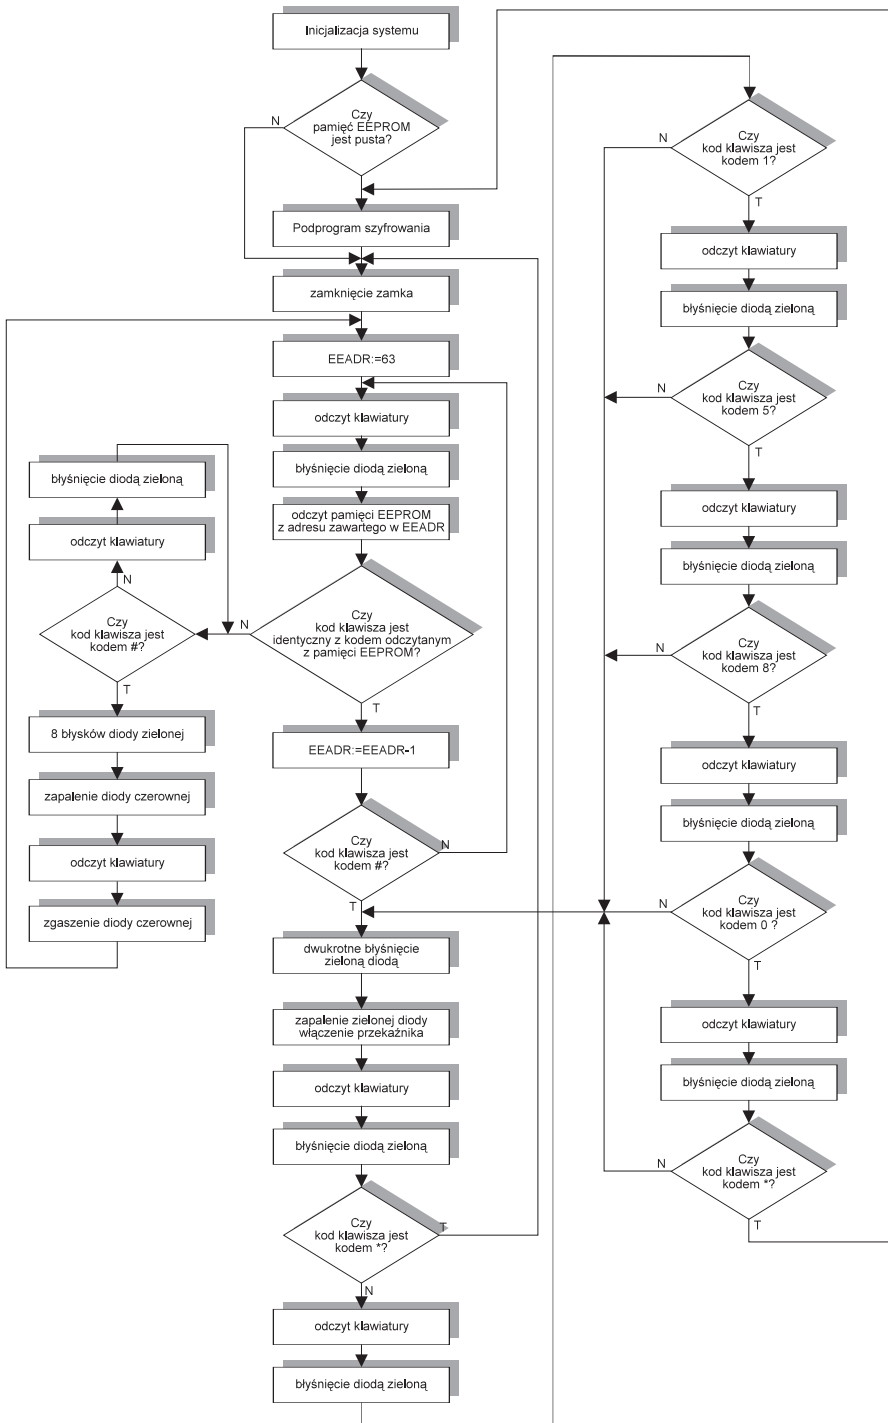 Inicjalizacja systemu
Czy
pamięć EEPROM
jest pusta?
N
Podprogram szyfrowania
zamknięcie zamka
EEADR:=63
odczyt klawiatury
błyśnięcie diodą zieloną
odczyt pamięci EEPROM
z adresu zawartego w EEADR
Czy
kod klawisza jest
identyczny z kodem odczytanym
z pamięci EEPROM?
N
T
błyśnięcie diodą zieloną
odczyt klawiatury
N
Czy
kod klawisza jest
kodem #?
T
8 błysków diody zielonej
zapalenie diody czerownej
odczyt klawiatury
zgaszenie diody czerownej
EEADR:=EEADR-1
Czy
kod klawisza jest
kodem #?
N
T
dwukrotne błyśnięcie
zieloną diodą
zapalenie zielonej diody
włączenie przekaźnika
odczyt klawiatury
błyśnięcie diodą zieloną
Czy
kod klawisza jest
kodem *?
T
N
odczyt klawiatury
błyśnięcie diodą zieloną
Czy
kod klawisza jest
kodem 1?
N
T
odczyt klawiatury
błyśnięcie diodą zieloną
Czy
kod klawisza jest
kodem 5?
N
T
odczyt klawiatury
błyśnięcie diodą zieloną
Czy
kod klawisza jest
kodem 8?
N
T
odczyt klawiatury
błyśnięcie diodą zieloną
Czy
kod klawisza jest
kodem 0 ?
N
T
odczyt klawiatury
błyśnięcie diodą zieloną
Czy
kod klawisza jest
kodem *?
N
T